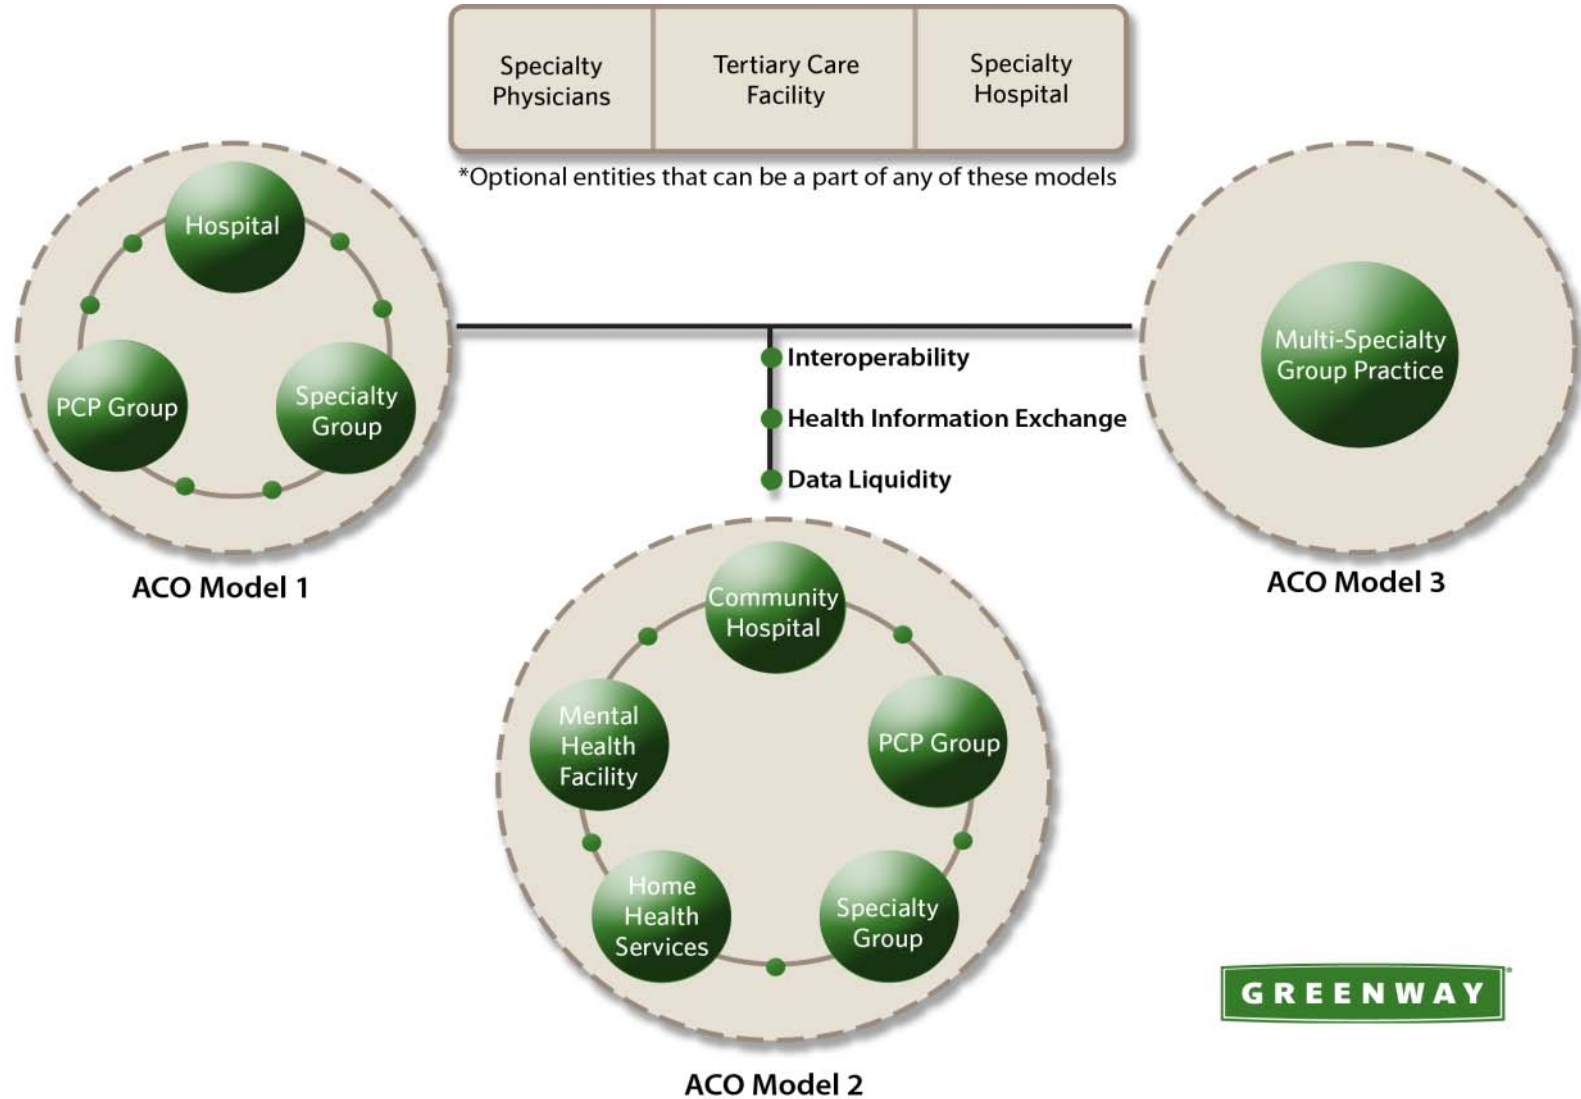 Specialty
Physicians
Tertiary Care
Facility
Specialty
Hospital
*Optional entities that can be a part of any of these models
Hospital
PCP Group
Specialty
Group
ACO Model 1
Interoperability
Health Information Exchange
Data Liquidity
Multi-Specialty
Group Practice
ACO Model 3
Community
Hospital
Mental
Health
Facility
PCP Group
Home
Health
Services
Specialty
Group
ACO Model 2
GREENWAY